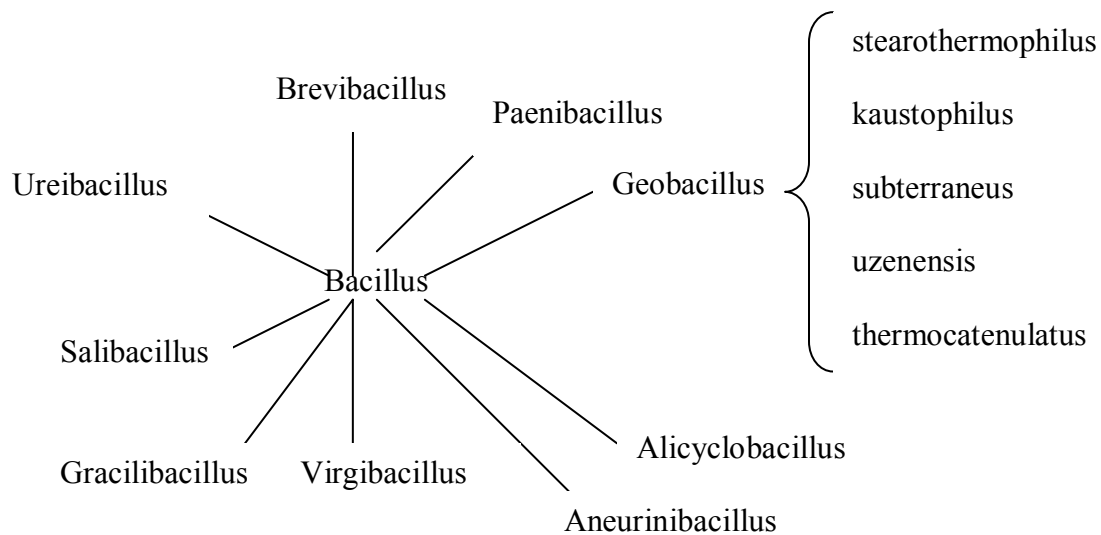 stearothermophilus
Brevibacillus
Paenibacillus
kaustophilus
Ureibacillus
Geobacillus
subterraneus
Bacillus
uzenensis
Salibacillus
thermocatenulatus
Gracilibacillus
Virgibacillus
Alicyclobacillus
Aneurinibacillus